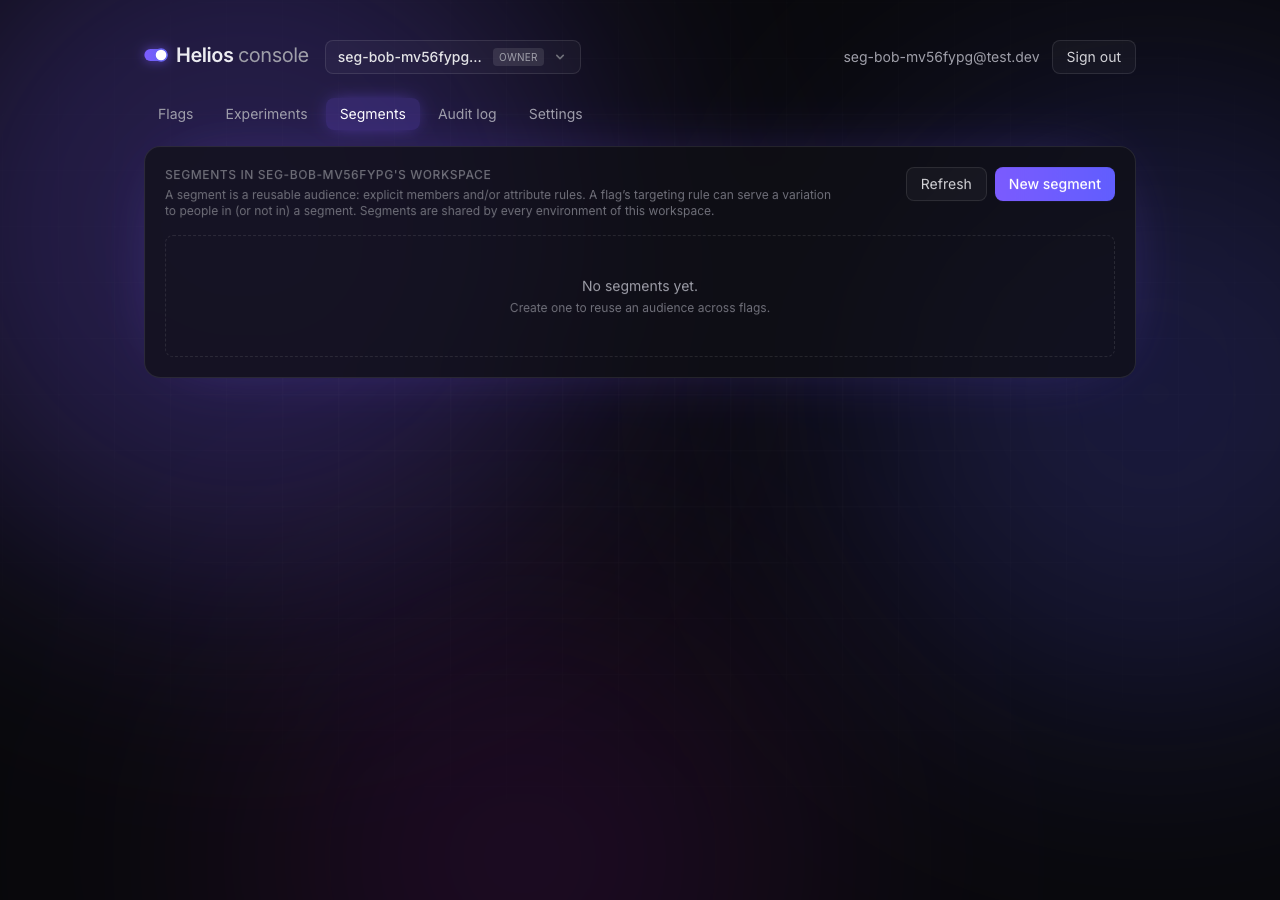 Helios console
seg-bob-mv56fypg... OWNER
seg-bob-mv56fypg@test.dev
Sign out
Flags
Experiments
Segments
Audit log
Settings
SEGMENTS IN SEG-BOB-MV56FYPG'S WORKSPACE
A segment is a reusable audience: explicit members and/or attribute rules. A flag’s targeting rule can serve a variation
to people in (or not in) a segment. Segments are shared by every environment of this workspace.
Refresh
New segment
No segments yet.
Create one to reuse an audience across flags.